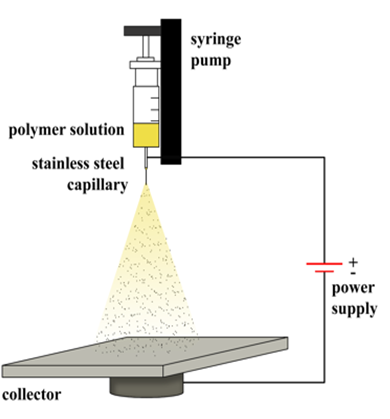 syringe
pump
polymer solution
stainless steel
capillary
+
-
power
supply
collector